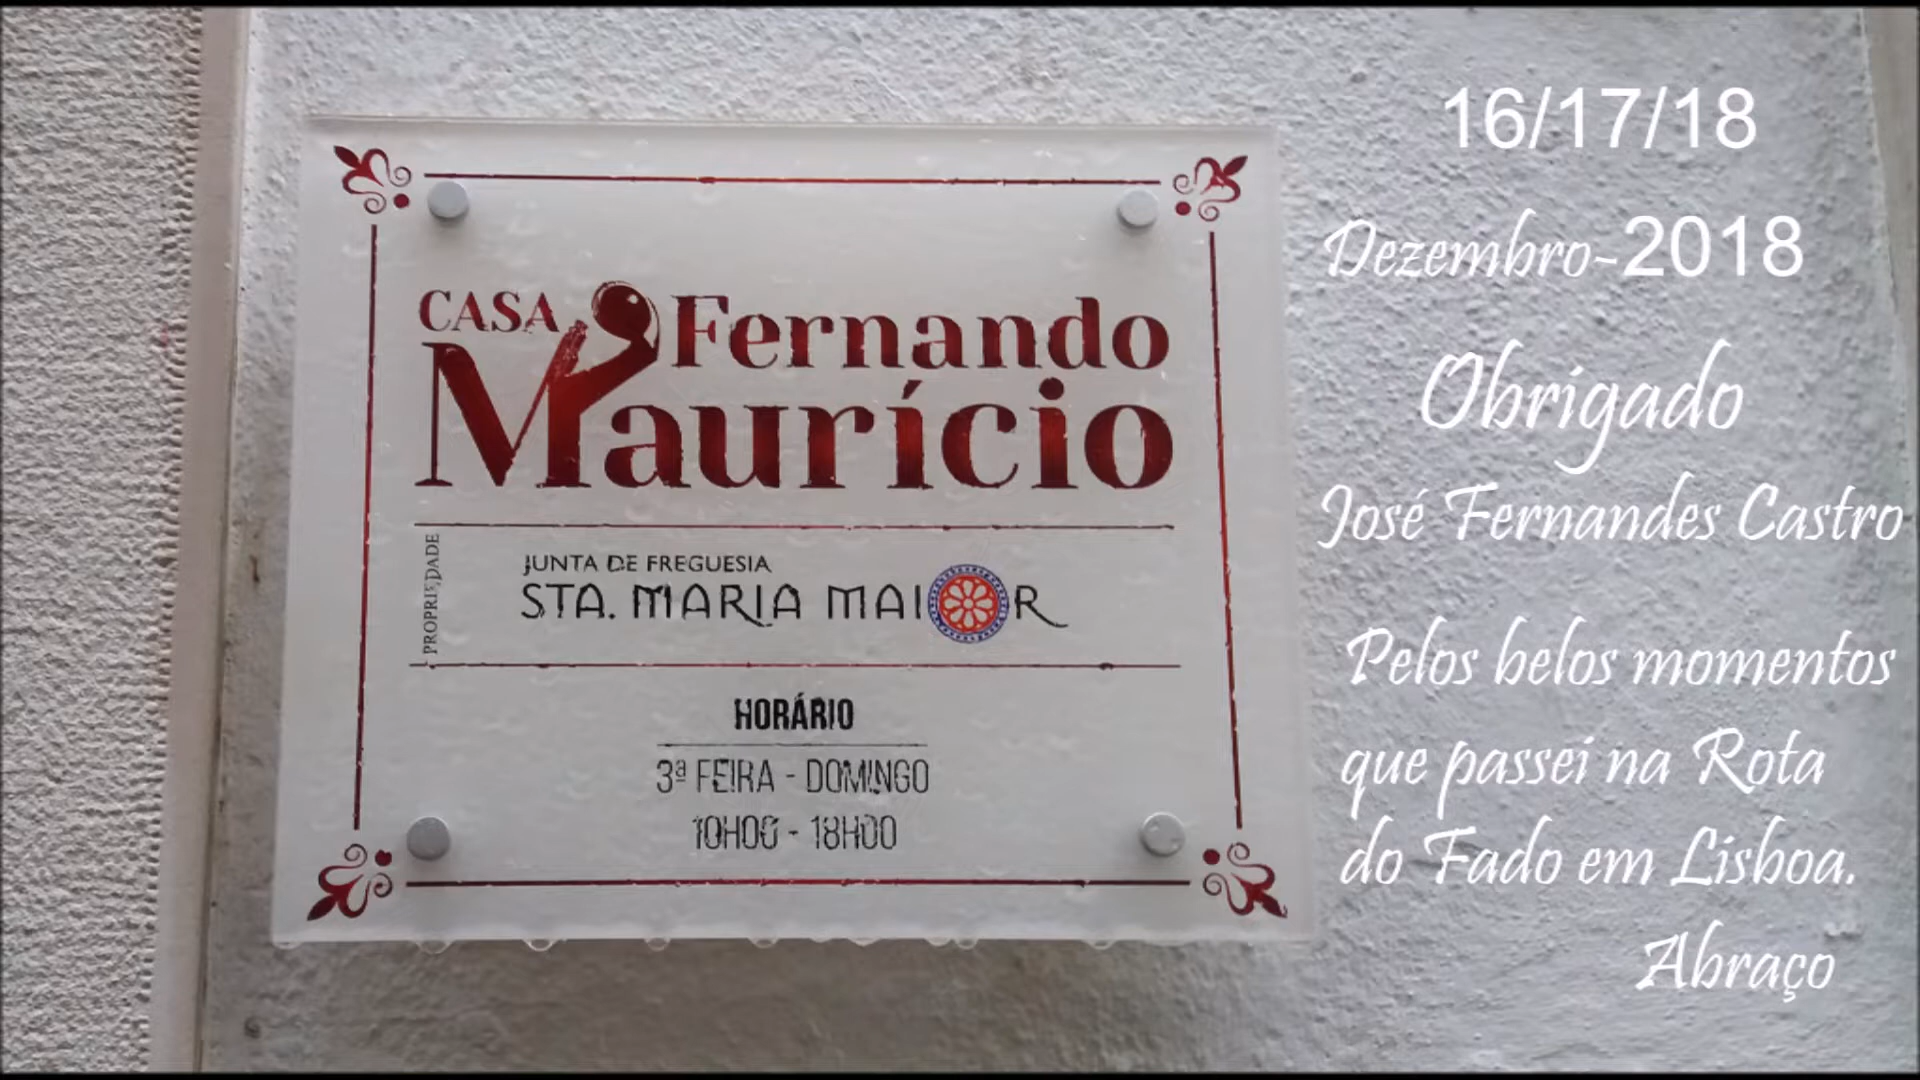 CASA Fernando
Maurício
PROPRIEDADE
JUNTA DE FREGUESIA
STA. MARIA MAIOR
HORÁRIO
3ª FEIRA - DOMINGO
10H00 - 18H00
16/17/18
Dezembro-2018
Obrigado
José Fernandes Castro
Pelos belos momentos
que passei na Rota
do Fado em Lisboa.
Abraço